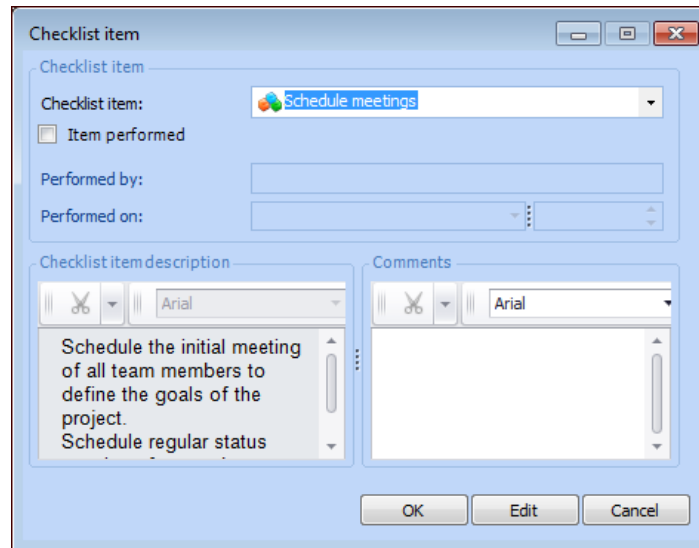 Checklist item
Checklist item
Checklist item:
Schedule meetings
Item performed
Performed by:
Performed on:
Checklist item description
Comments
Arial
Arial
Schedule the initial meeting
of all team members to
define the goals of the
project.
Schedule regular status
OK
Edit
Cancel